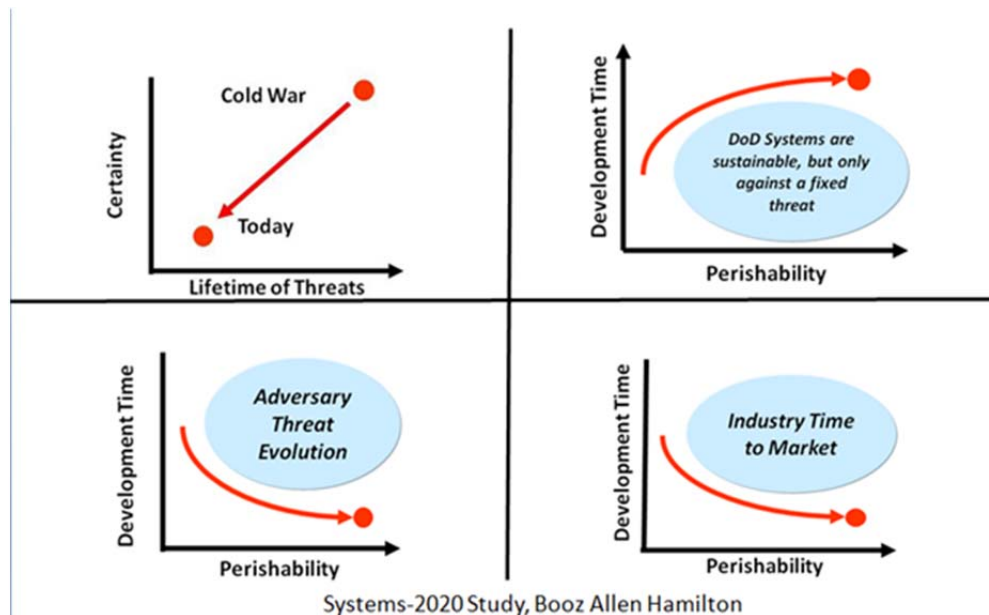 Certainty
Cold War
Today
Lifetime of Threats
Development Time
DoD Systems are
sustainable, but only
against a fixed
threat
Perishability
Development Time
Adversary
Threat
Evolution
Perishability
Development Time
Industry Time
to Market
Perishability
Systems-2020 Study, Booz Allen Hamilton